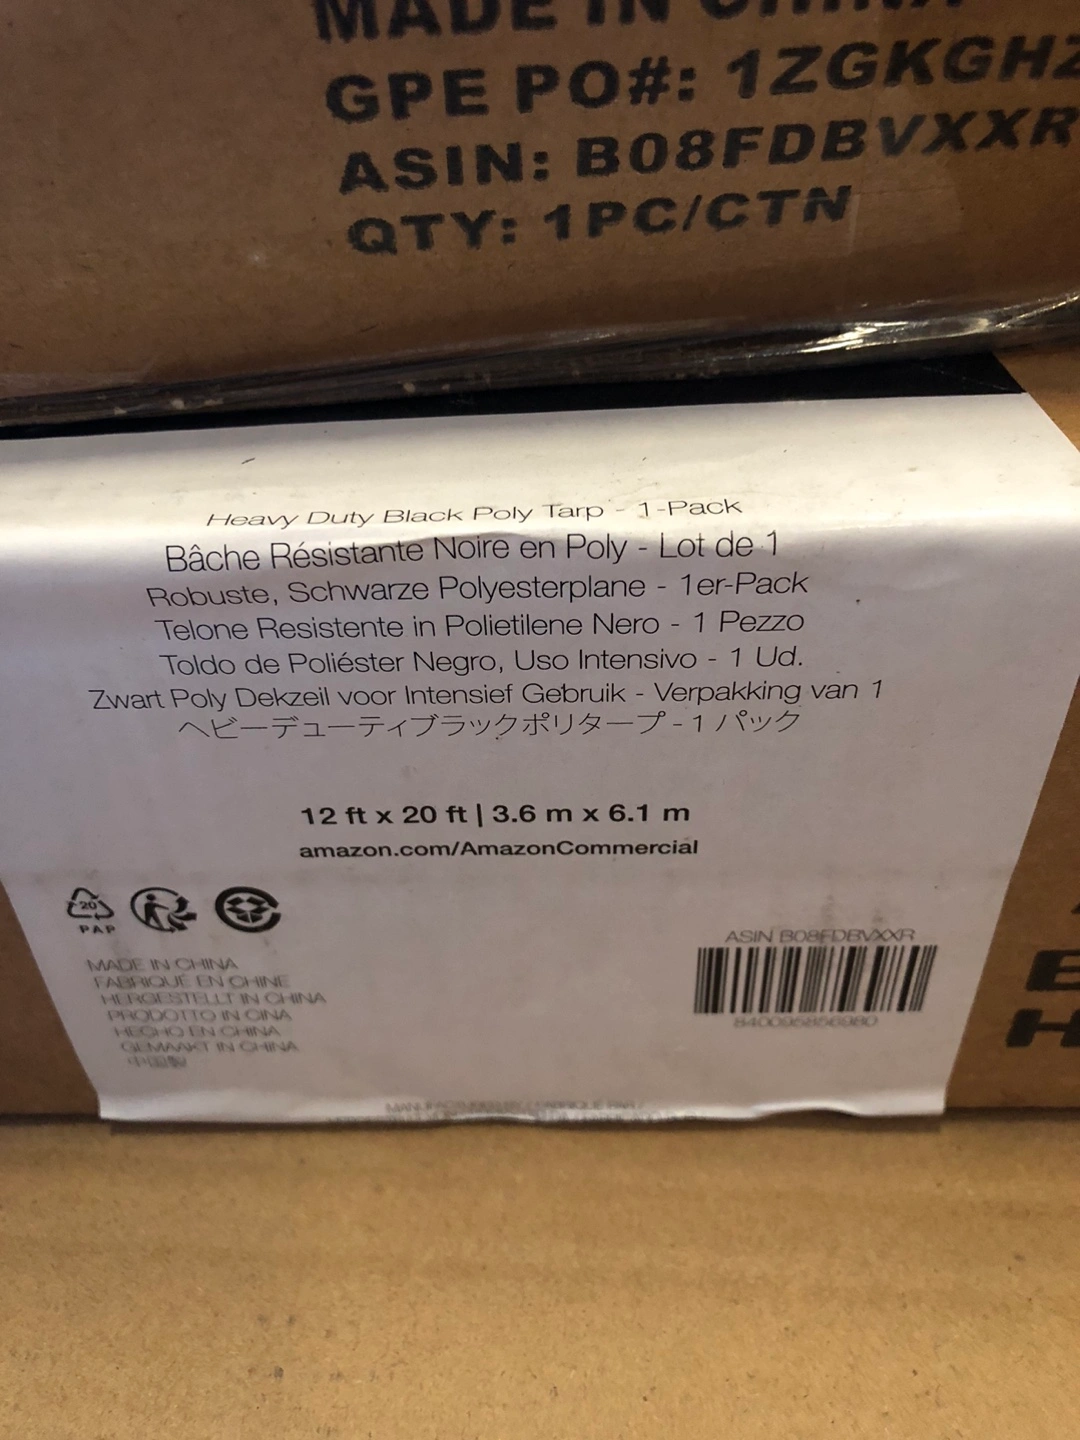 MADE IN CHINA
GPE PO#: 1ZGKGHZ
ASIN: B08FDBVXXR
QTY: 1PC/CTN
Heavy Duty Black Poly Tarp - 1-Pack
Bâche Résistante Noire en Poly - Lot de 1
Robuste, Schwarze Polyesterplane - 1er-Pack
Telone Resistente in Polietilene Nero - 1 Pezzo
Toldo de Poliéster Negro, Uso Intensivo - 1 Ud.
Zwart Poly Dekzeil voor Intensief Gebruik - Verpakking van 1
ヘビーデューティブラックポリタープ - 1 パック
12 ft x 20 ft | 3.6 m x 6.1 m
amazon.com/AmazonCommercial
20
PAP
MADE IN CHINA
FABRIQUÉ EN CHINE
HERGESTELLT IN CHINA
PRODOTTO IN CINA
HECHO EN CHINA
GEMAAKT IN CHINA
中国製
ASIN B08FDBVXXR
840095856980